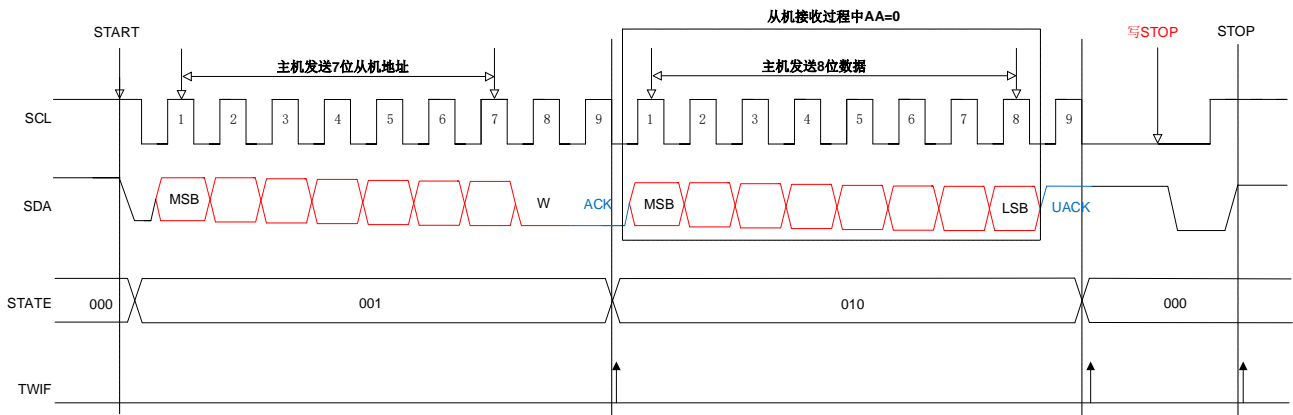 从机接收过程中AA=0
START
写STOP
STOP
主机发送7位从机地址
主机发送8位数据
SCL
1 2 3 4 5 6 7 8 9 1 2 3 4 5 6 7 8 9
SDA
MSB W ACK MSB LSB UACK
STATE 000 001 010 000
TWIF